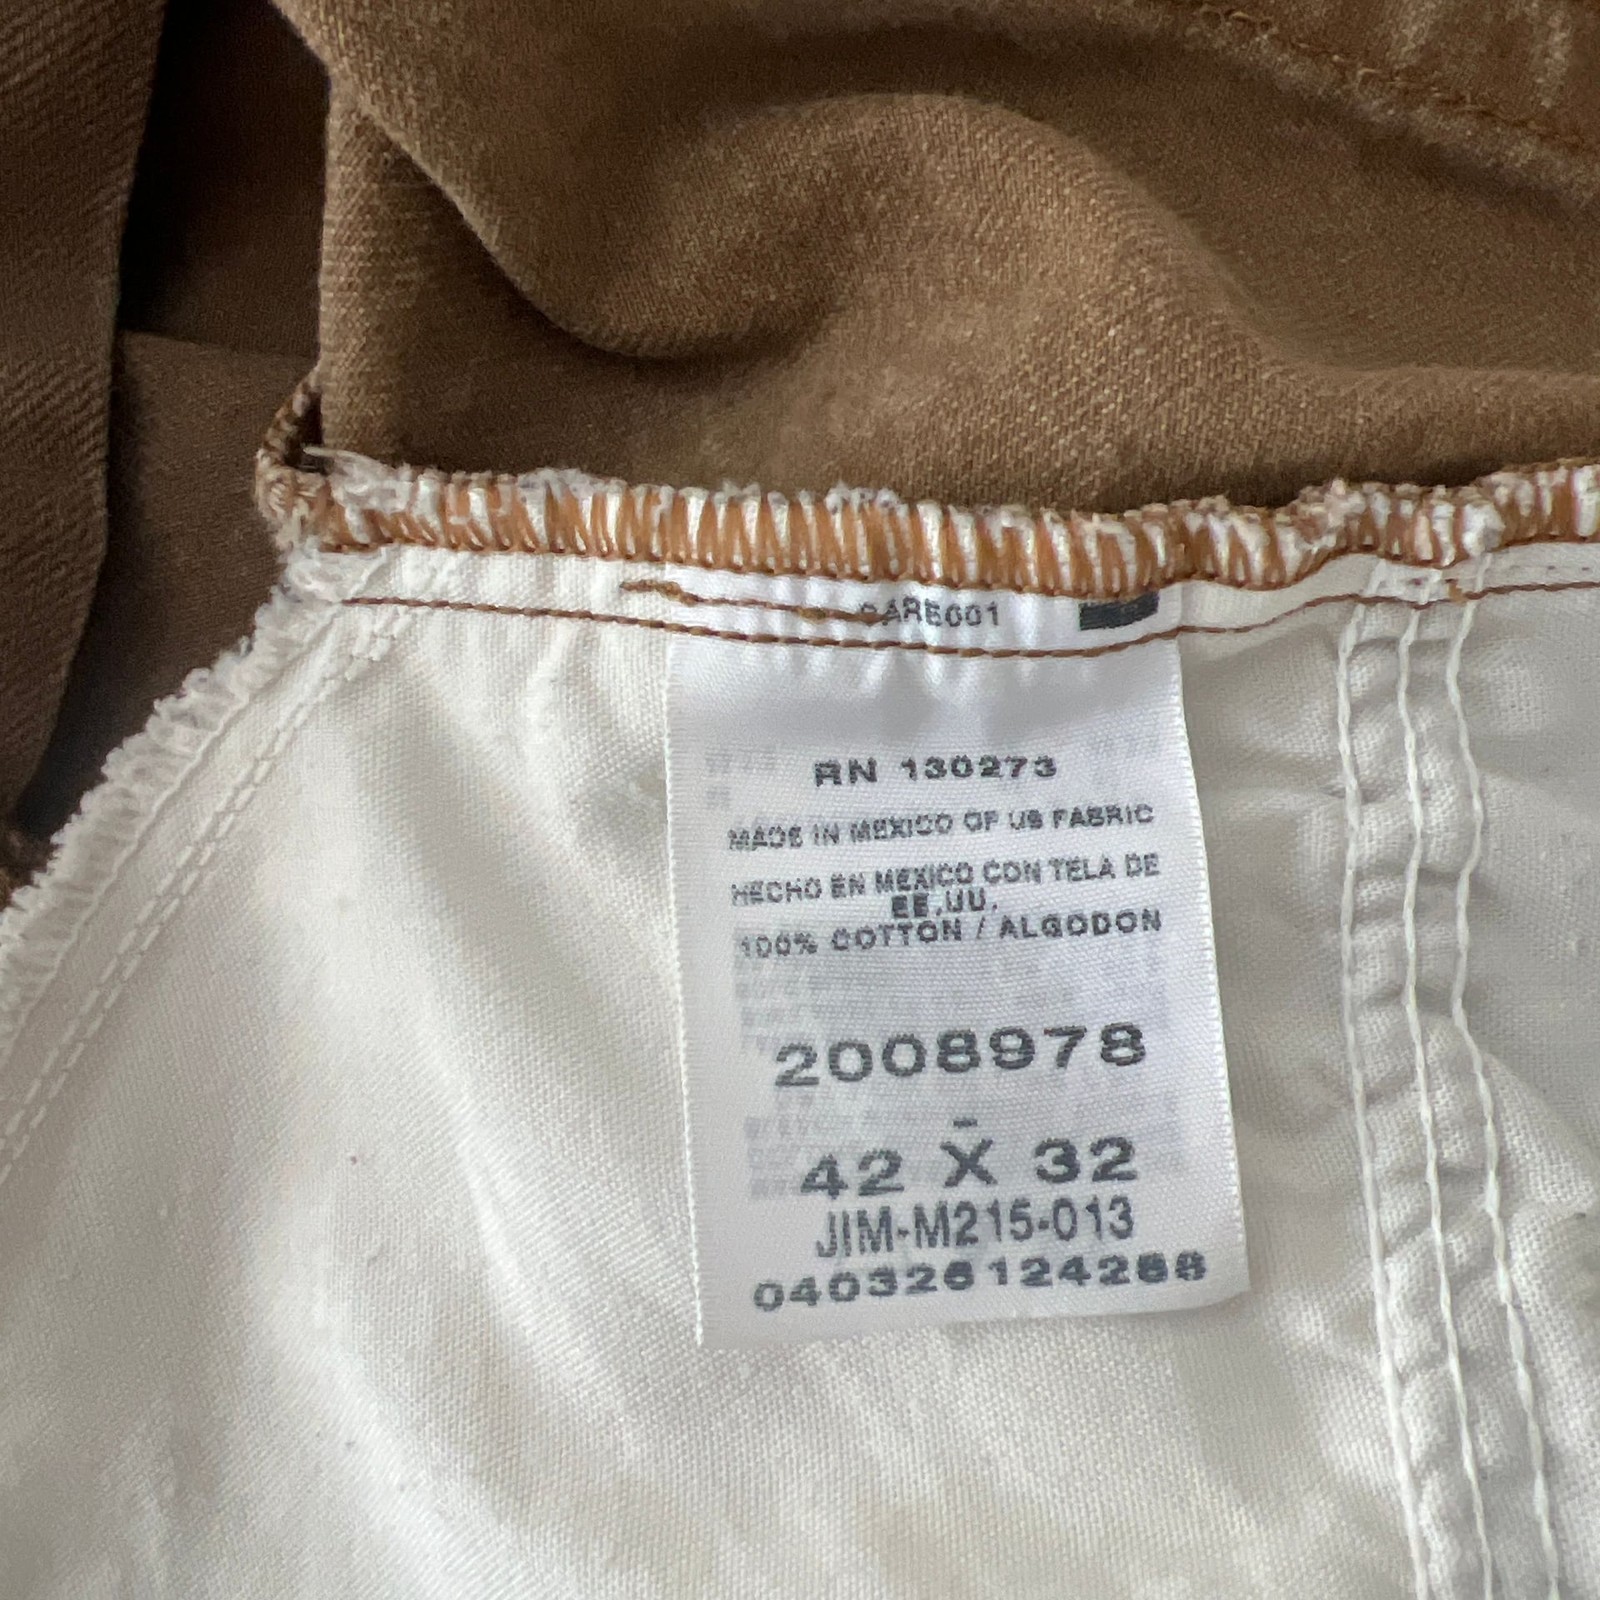 CARE001
RN 130273
MADE IN MEXICO OF US FABRIC
HECHO EN MEXICO CON TELA DE
EE.UU.
100% COTTON / ALGODON
2008978
-
42 X 32
JIM-M215-013
040326124288